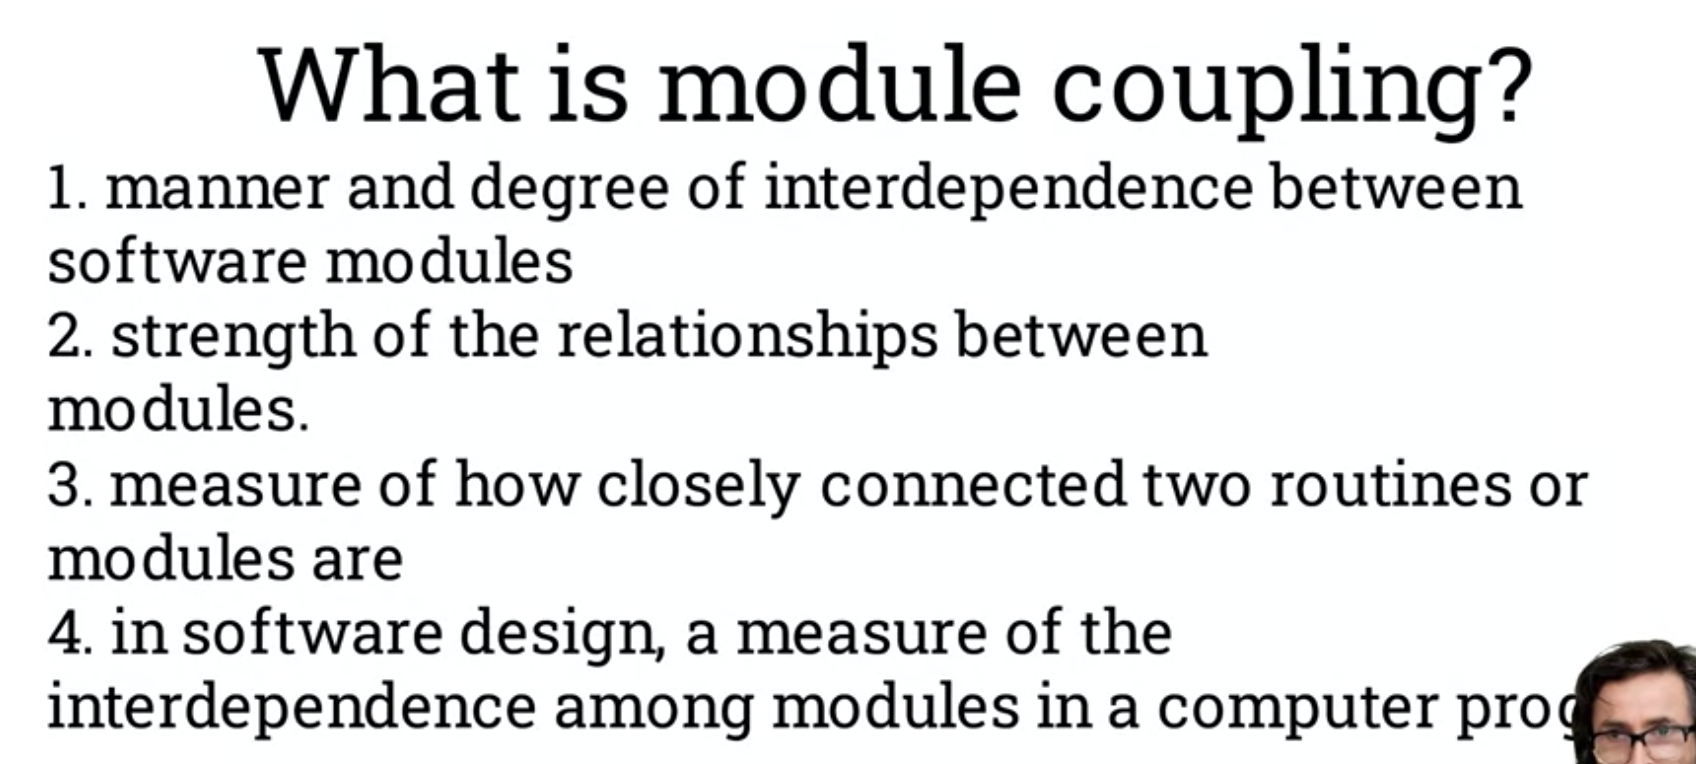 What is module coupling?
1. manner and degree of interdependence between
software modules
2. strength of the relationships between
modules.
3. measure of how closely connected two routines or
modules are
4. in software design, a measure of the
interdependence among modules in a computer